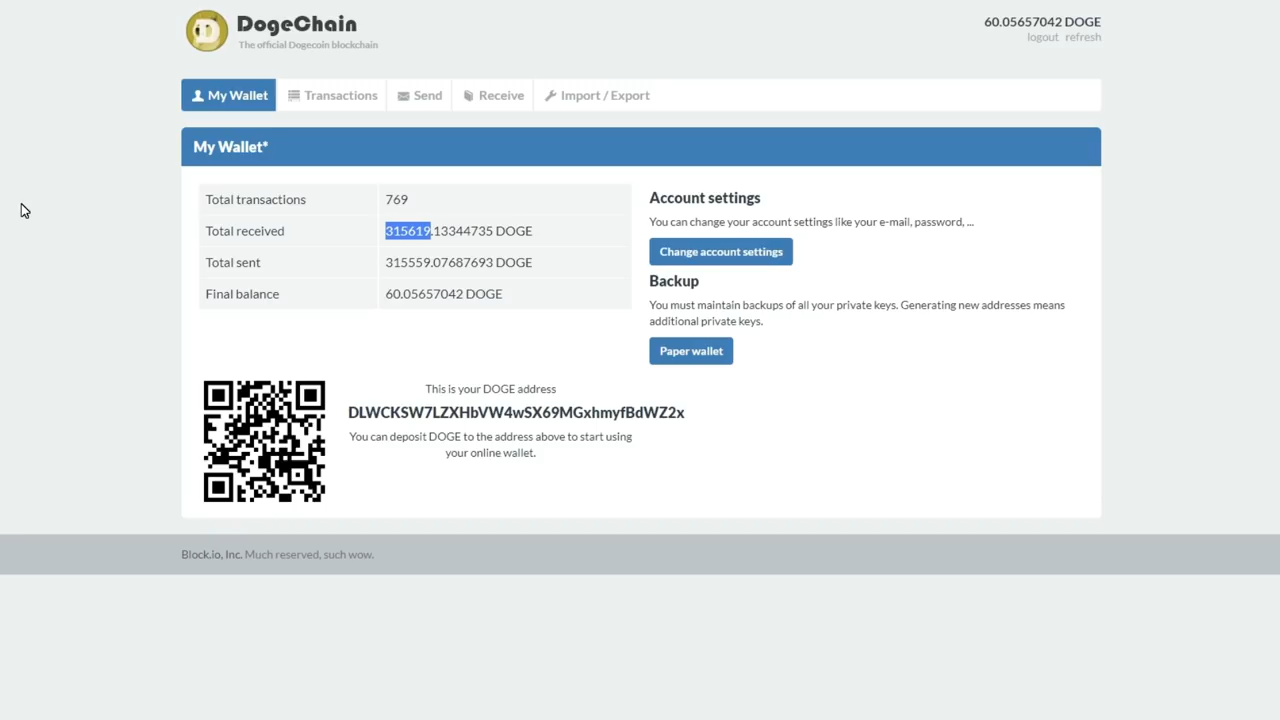 DogeChain
The official Dogecoin blockchain
60.05657042 DOGE
logout refresh
My Wallet
Transactions
Send
Receive
Import / Export
My Wallet*
Total transactions 769
Total received 315619.13344735 DOGE
Total sent 315559.07687693 DOGE
Final balance 60.05657042 DOGE
Account settings
You can change your account settings like your e-mail, password, ...
Change account settings
Backup
You must maintain backups of all your private keys. Generating new addresses means
additional private keys.
Paper wallet
This is your DOGE address
DLWCKSW7LZXHbVW4wSX69MGxhmyfBdWZ2x
You can deposit DOGE to the address above to start using
your online wallet.
Block.io, Inc. Much reserved, such wow.